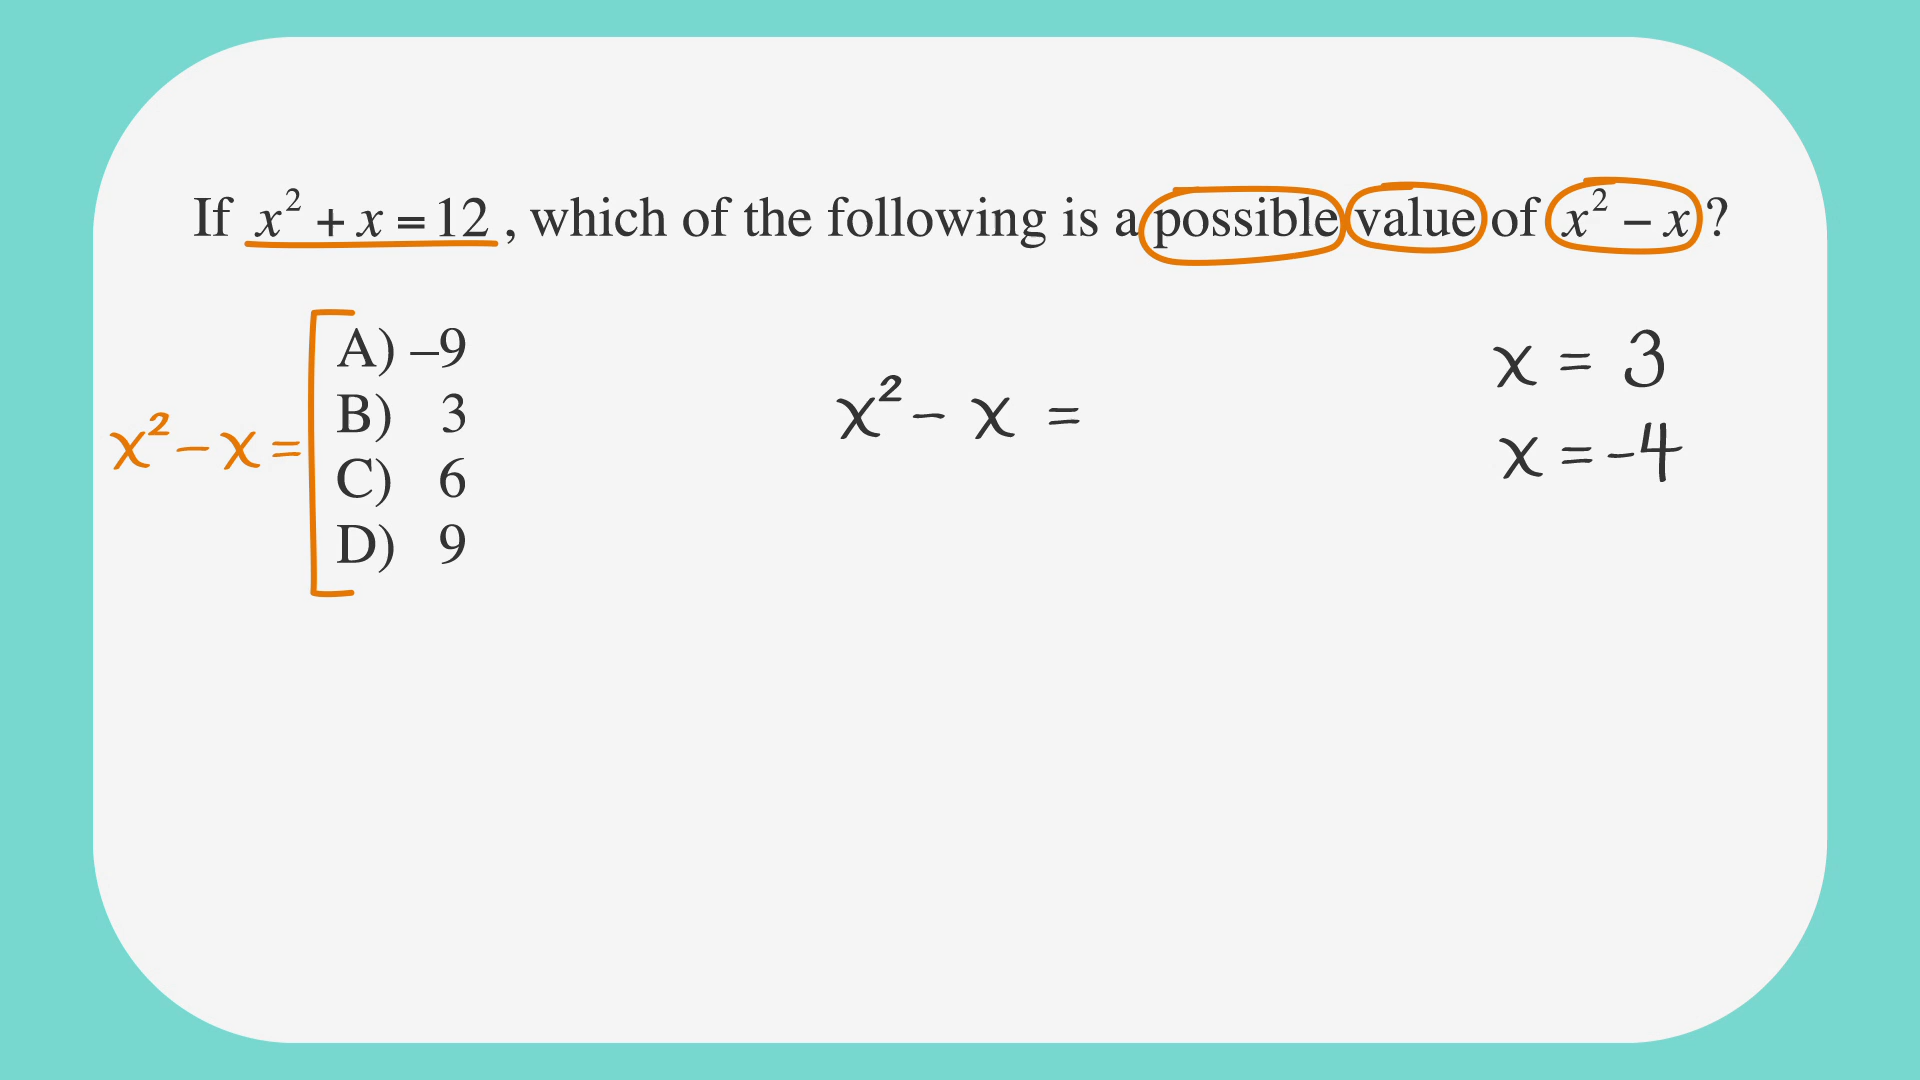 If x² + x = 12 , which of the following is a possible value of x² – x ?
A) –9
B) 3
C) 6
D) 9
x² – x =
x² – x =
x = 3
x = -4